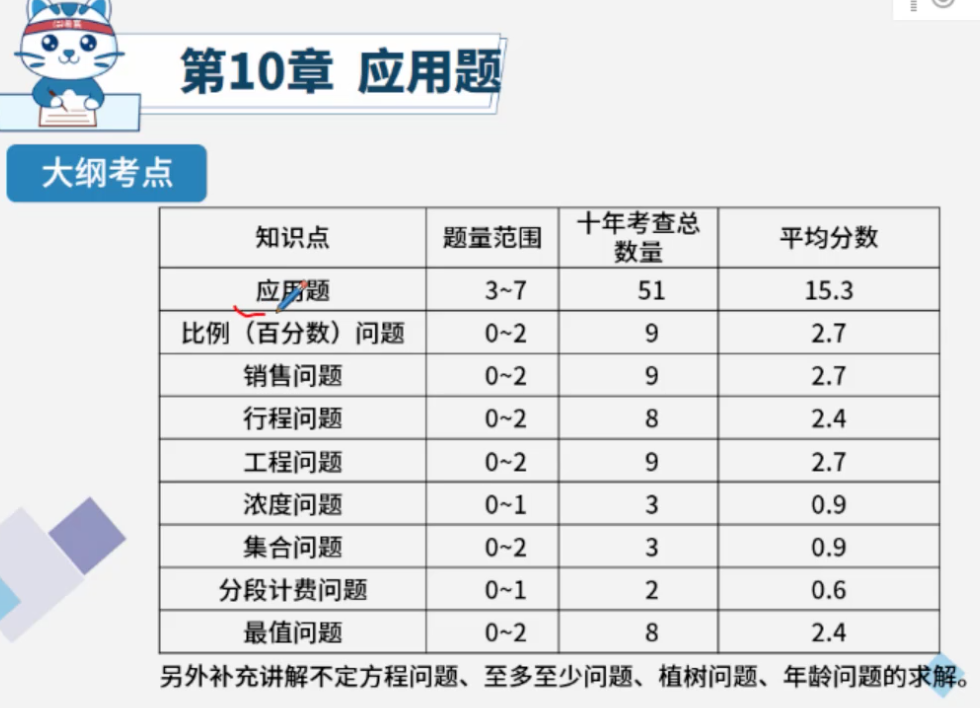 第10章 应用题
大纲考点
知识点 题量范围 十年考查总数量 平均分数
应用题 3~7 51 15.3
比例（百分数）问题 0~2 9 2.7
销售问题 0~2 9 2.7
行程问题 0~2 8 2.4
工程问题 0~2 9 2.7
浓度问题 0~1 3 0.9
集合问题 0~2 3 0.9
分段计费问题 0~1 2 0.6
最值问题 0~2 8 2.4
另外补充讲解不定方程问题、至多至少问题、植树问题、年龄问题的求解。